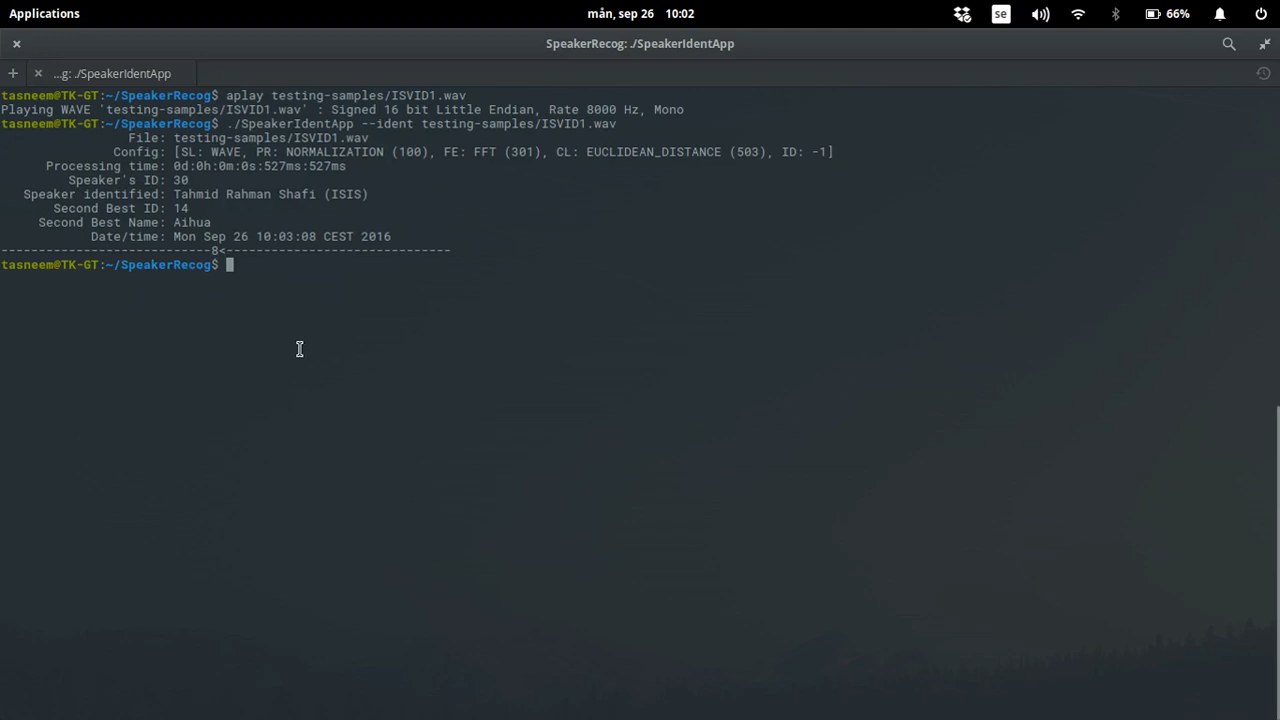 Applications
mån, sep 26 10:02
se
66%
SpeakerRecog: ./SpeakerIdentApp
...g: ./SpeakerIdentApp
tasneem@TK-GT:~/SpeakerRecog$ aplay testing-samples/ISVID1.wav
Playing WAVE 'testing-samples/ISVID1.wav' : Signed 16 bit Little Endian, Rate 8000 Hz, Mono
tasneem@TK-GT:~/SpeakerRecog$ ./SpeakerIdentApp --ident testing-samples/ISVID1.wav
File: testing-samples/ISVID1.wav
Config: [SL: WAVE, PR: NORMALIZATION (100), FE: FFT (301), CL: EUCLIDEAN_DISTANCE (503), ID: -1]
Processing time: 0d:0h:0m:0s:527ms:527ms
Speaker's ID: 30
Speaker identified: Tahmid Rahman Shafi (ISIS)
Second Best ID: 14
Second Best Name: Aihua
Date/time: Mon Sep 26 10:03:08 CEST 2016
----------------------------8<------------------------------
tasneem@TK-GT:~/SpeakerRecog$